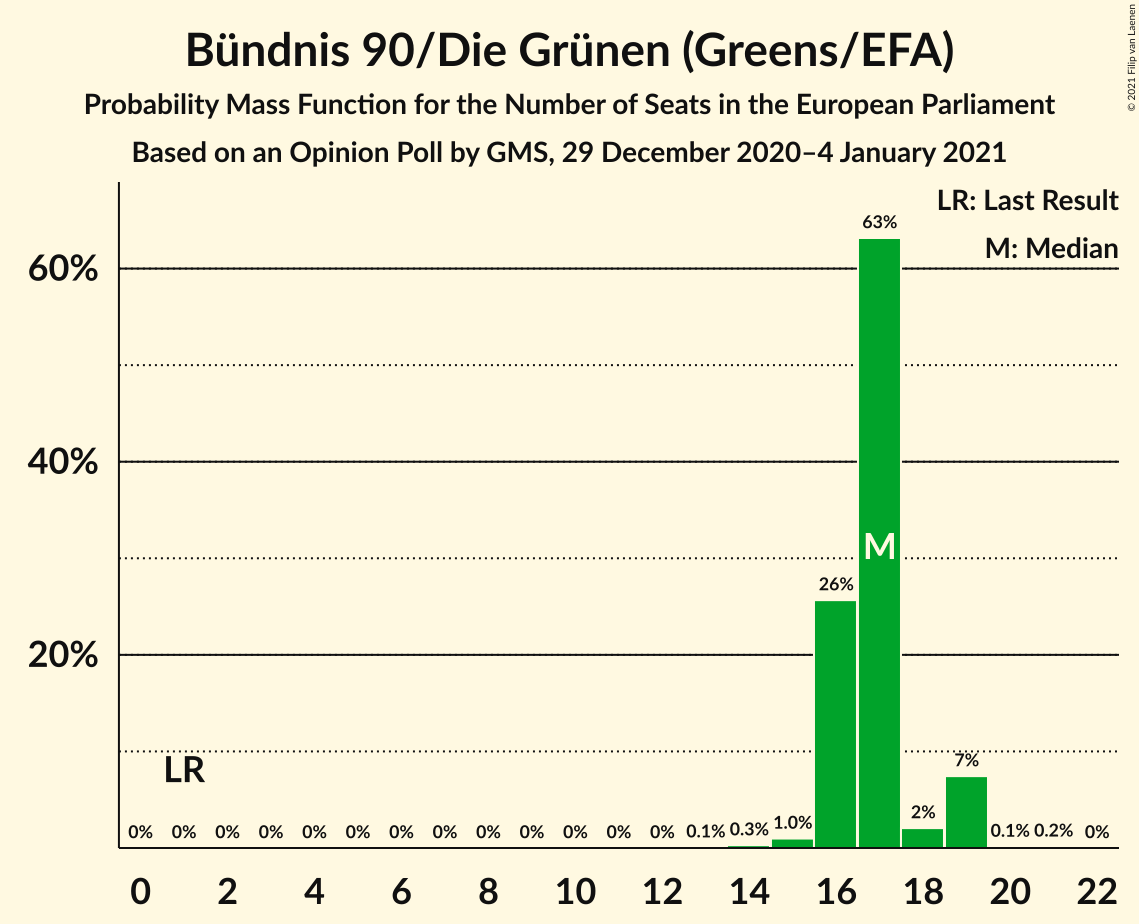 Bündnis 90/Die Grünen (Greens/EFA)
Probability Mass Function for the Number of Seats in the European Parliament
Based on an Opinion Poll by GMS, 29 December 2020–4 January 2021
© 2021 Filip van Laenen
LR: Last Result
M: Median
60%
40%
20%
63%
M
26%
LR
7%
2%
0% 0% 0% 0% 0% 0% 0% 0% 0% 0% 0% 0% 0% 0.1% 0.3% 1.0% 0.1% 0.2% 0%
0 2 4 6 8 10 12 14 16 18 20 22